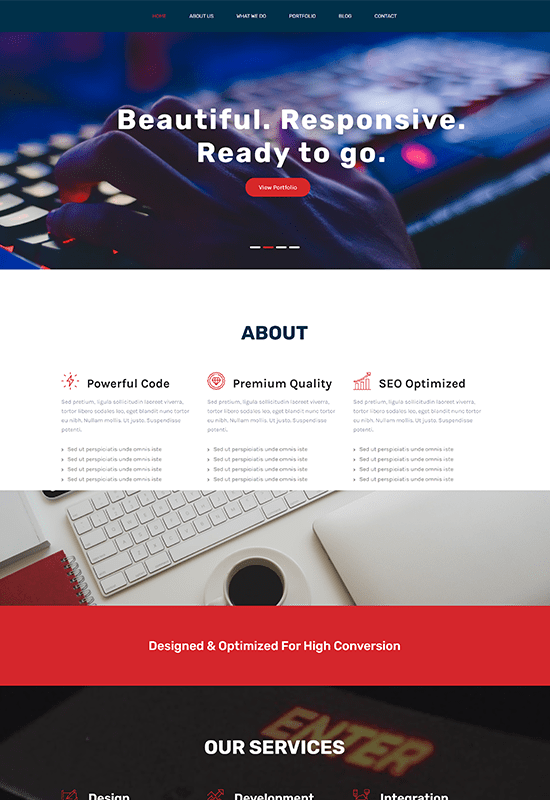 HOME ABOUT US WHAT WE DO PORTFOLIO BLOG CONTACT
Beautiful. Responsive.
Ready to go.
View Portfolio
ABOUT
Powerful Code
Sed pretium, ligula sollicitudin laoreet viverra,
tortor libero sodales leo, eget blandit nunc tortor
eu nibh. Nullam mollis. Ut justo. Suspendisse
potenti.
Sed ut perspiciatis unde omnis iste
Sed ut perspiciatis unde omnis iste
Sed ut perspiciatis unde omnis iste
Sed ut perspiciatis unde omnis iste
Premium Quality
Sed pretium, ligula sollicitudin laoreet viverra,
tortor libero sodales leo, eget blandit nunc tortor
eu nibh. Nullam mollis. Ut justo. Suspendisse
potenti.
Sed ut perspiciatis unde omnis iste
Sed ut perspiciatis unde omnis iste
Sed ut perspiciatis unde omnis iste
Sed ut perspiciatis unde omnis iste
SEO Optimized
Sed pretium, ligula sollicitudin laoreet viverra,
tortor libero sodales leo, eget blandit nunc tortor
eu nibh. Nullam mollis. Ut justo. Suspendisse
potenti.
Sed ut perspiciatis unde omnis iste
Sed ut perspiciatis unde omnis iste
Sed ut perspiciatis unde omnis iste
Sed ut perspiciatis unde omnis iste
Designed & Optimized For High Conversion
ENTER
OUR SERVICES
Design
Development
Integration